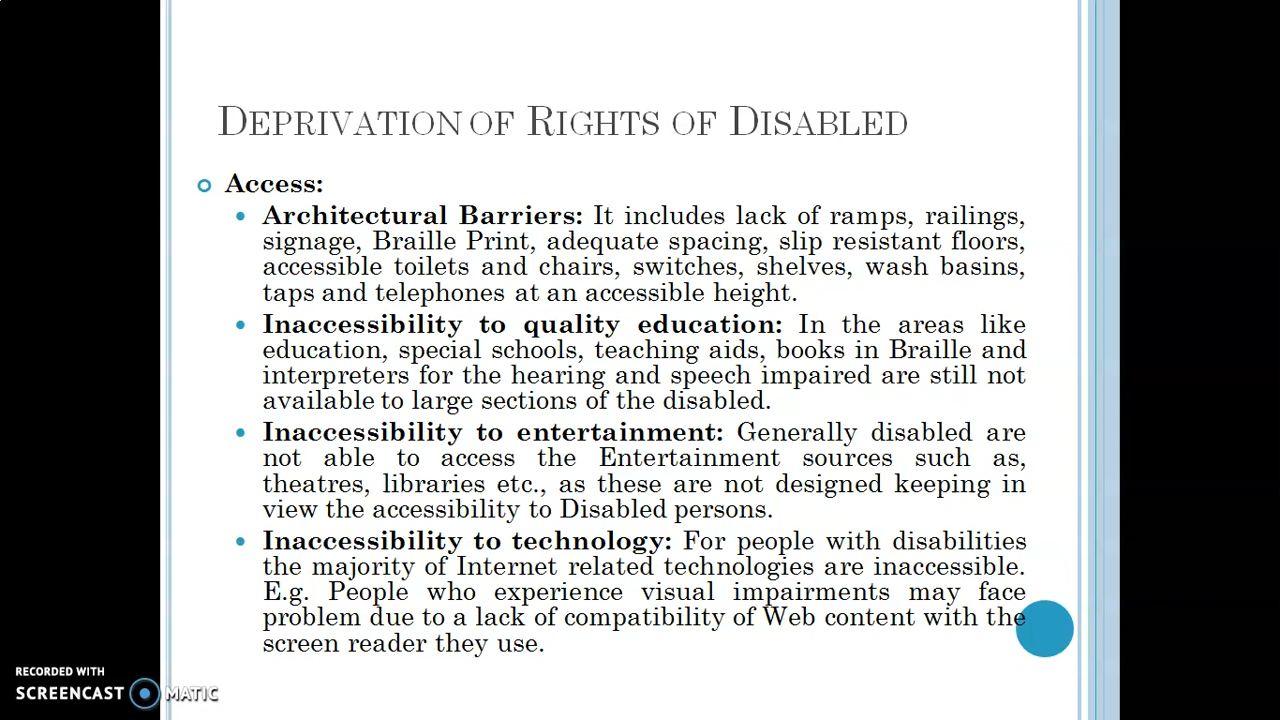 DEPRIVATION OF RIGHTS OF DISABLED
Access:
Architectural Barriers: It includes lack of ramps, railings,
signage, Braille Print, adequate spacing, slip resistant floors,
accessible toilets and chairs, switches, shelves, wash basins,
taps and telephones at an accessible height.
Inaccessibility to quality education: In the areas like
education, special schools, teaching aids, books in Braille and
interpreters for the hearing and speech impaired are still not
available to large sections of the disabled.
Inaccessibility to entertainment: Generally disabled are
not able to access the Entertainment sources such as,
theatres, libraries etc., as these are not designed keeping in
view the accessibility to Disabled persons.
Inaccessibility to technology: For people with disabilities
the majority of Internet related technologies are inaccessible.
E.g. People who experience visual impairments may face
problem due to a lack of compatibility of Web content with the
screen reader they use.
RECORDED WITH
SCREENCAST MATIC